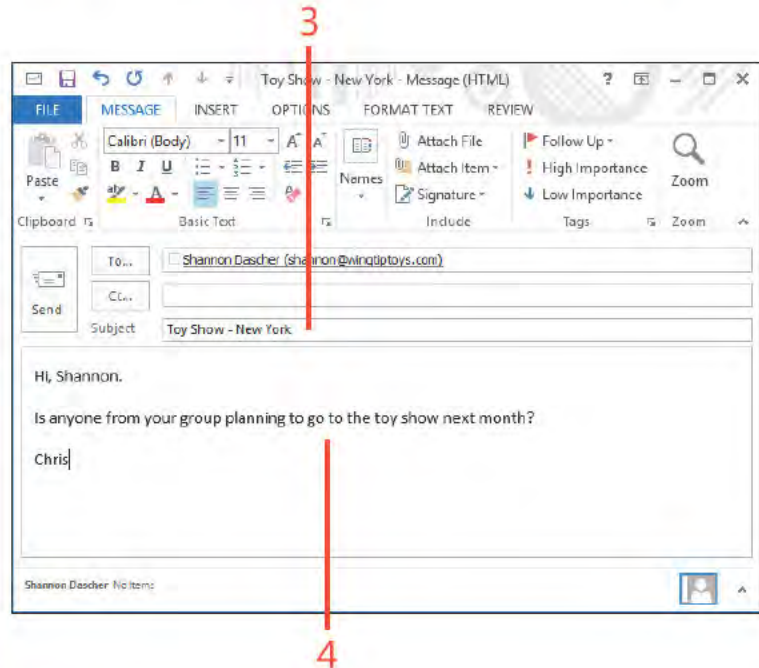 3
Toy Show - New York - Message (HTML) ?
FILE MESSAGE INSERT OPTIONS FORMAT TEXT REVIEW
Calibri (Body) 11 A A Attach File Follow Up
B I U Names Attach Item High Importance Zoom
Paste aby A Signature Low Importance
Clipboard Basic Text Include Tags Zoom
To... Shannon Dascher (shannon@wingtiptoys.com)
Send Cc...
Subject Toy Show - New York
Hi, Shannon.
Is anyone from your group planning to go to the toy show next month?
Chris
Shannon Dascher No Items
4